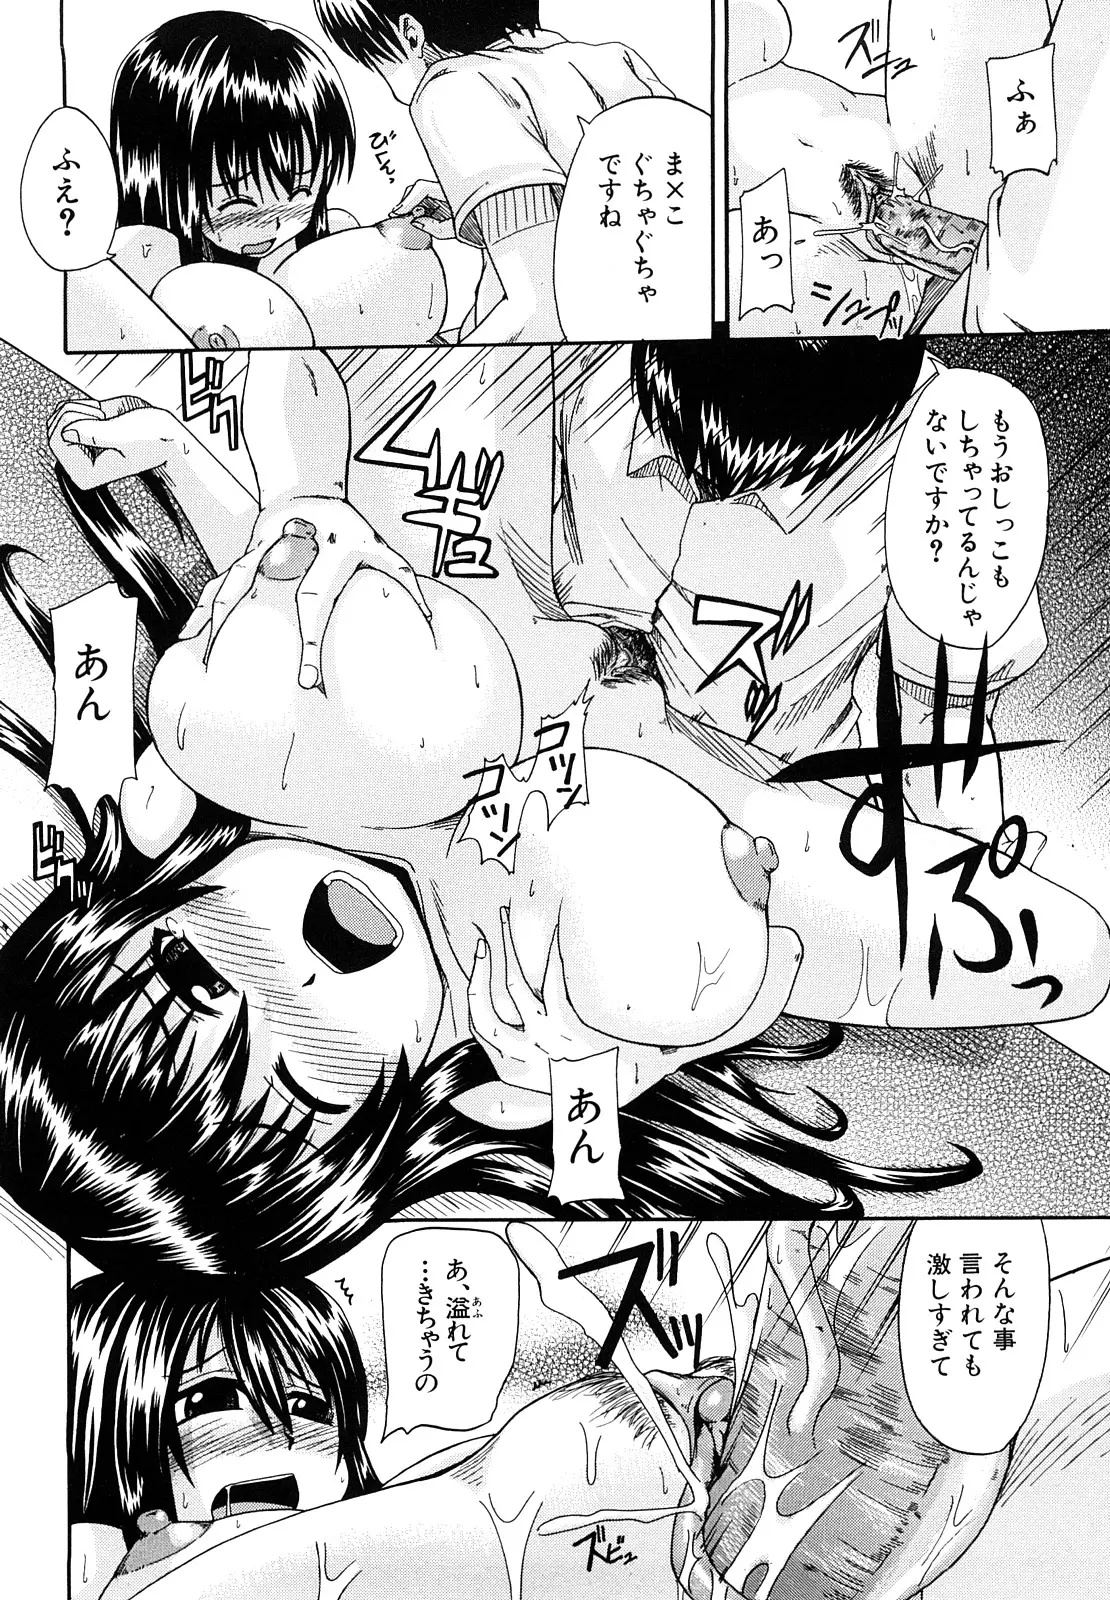 ズ
チュ
ふぁ
あっ
ニュプッ
ま×こ
ぐちゃぐちゃ
ですね
びくんっ
ふえ?
もうおしっこも
しちゃってるんじゃ
ないですか?
ムギュ
ビク
ズ
ずぷっ
コツン
コツン
あん
ビク
あん
そんな事
言われても
激しすぎて
あ、溢れて
あふ
…きちゃうの
ズビュ